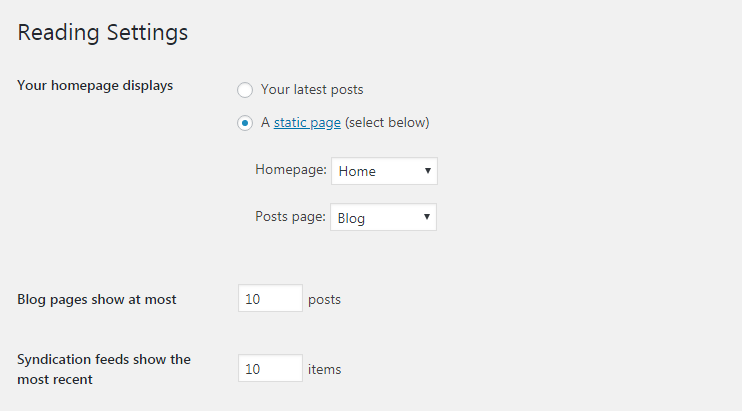 Reading Settings
Your homepage displays
Your latest posts
A static page (select below)
Homepage: Home
Posts page: Blog
Blog pages show at most 10 posts
Syndication feeds show the
most recent
10 items